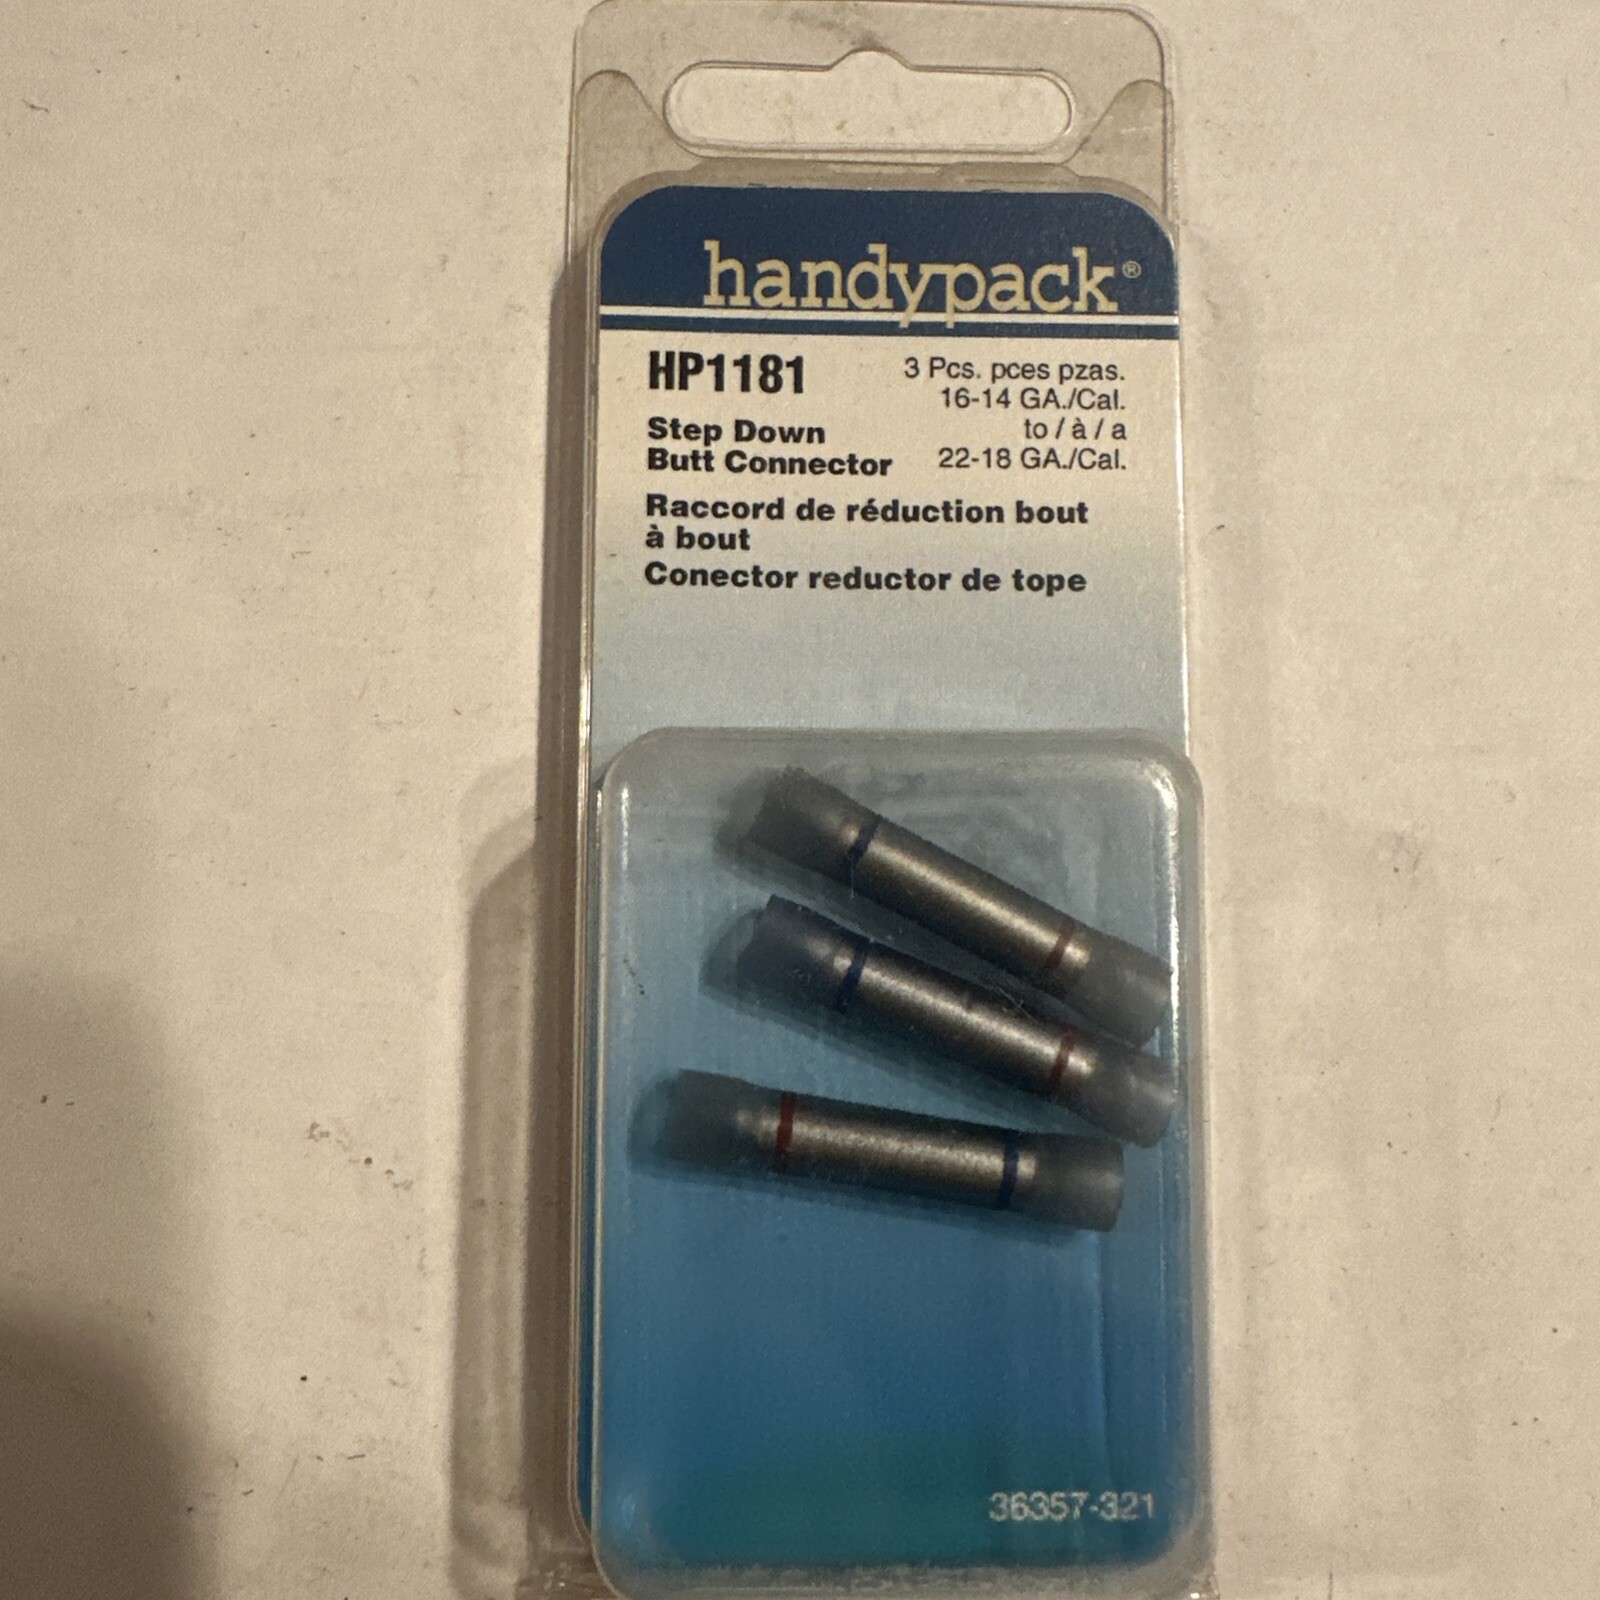 handypack®
HP1181
3 Pcs. pces pzas.
16-14 GA./Cal.
to / à / a
22-18 GA./Cal.
Step Down
Butt Connector
Raccord de réduction bout
à bout
Conector reductor de tope
36357-321